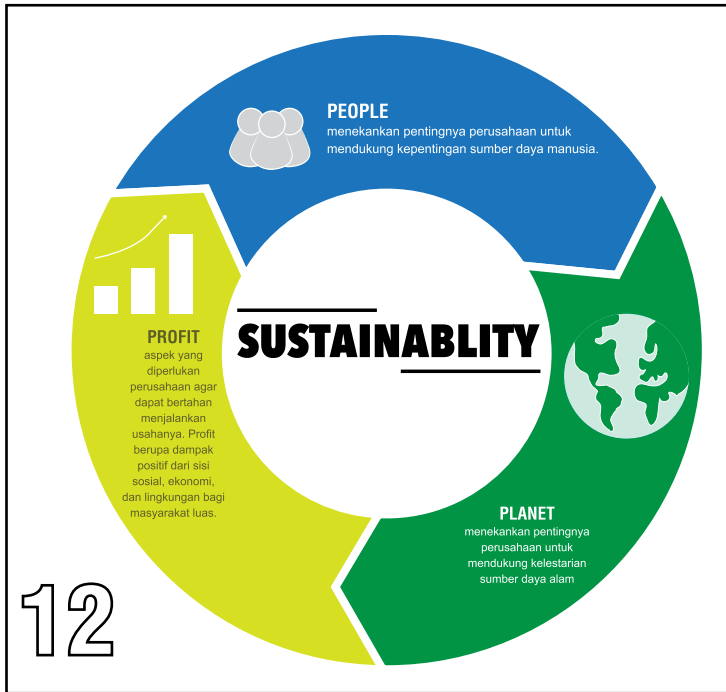 PEOPLE
menekankan pentingnya perusahaan untuk
mendukung kepentingan sumber daya manusia.
SUSTAINABLITY
PROFIT
aspek yang
diperlukan
perusahaan agar
dapat bertahan
menjalankan
usahanya. Profit
berupa dampak
positif dari sisi
sosial, ekonomi,
dan lingkungan bagi
masyarakat luas.
PLANET
menekankan pentingnya
perusahaan untuk
mendukung kelestarian
sumber daya alam
12